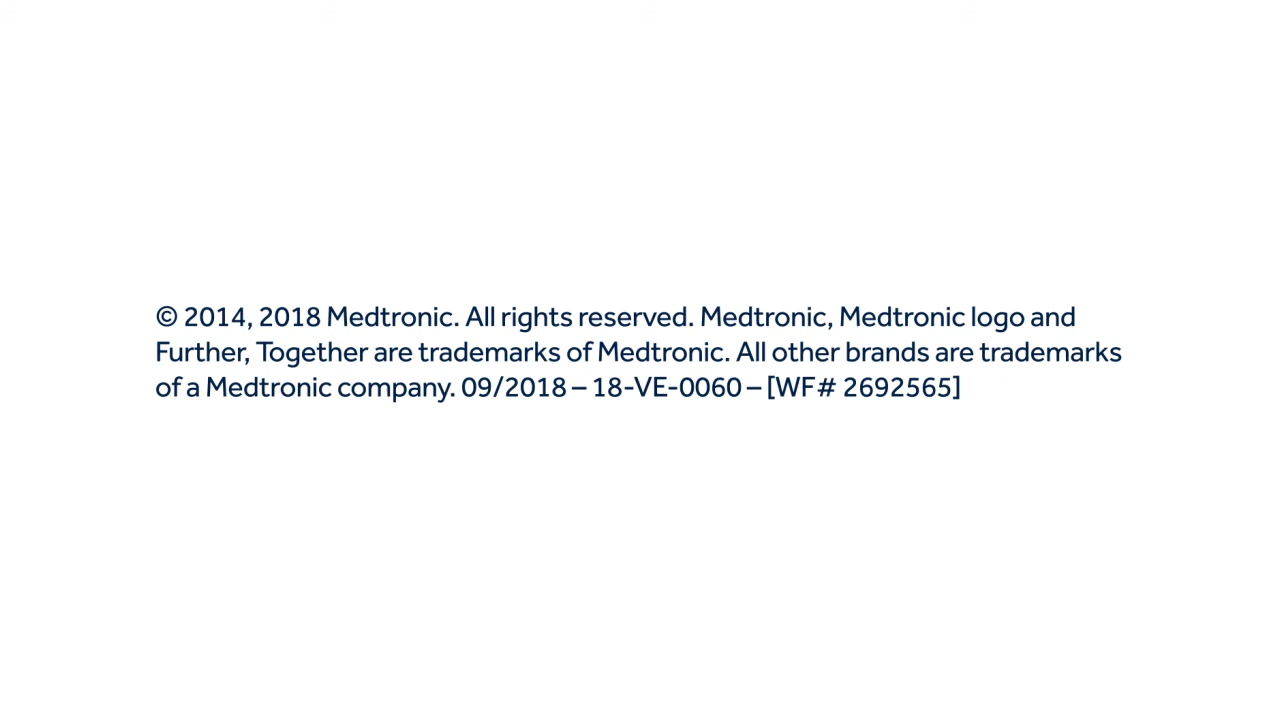 © 2014, 2018 Medtronic. All rights reserved. Medtronic, Medtronic logo and
Further, Together are trademarks of Medtronic. All other brands are trademarks
of a Medtronic company. 09/2018 – 18-VE-0060 – [WF# 2692565]